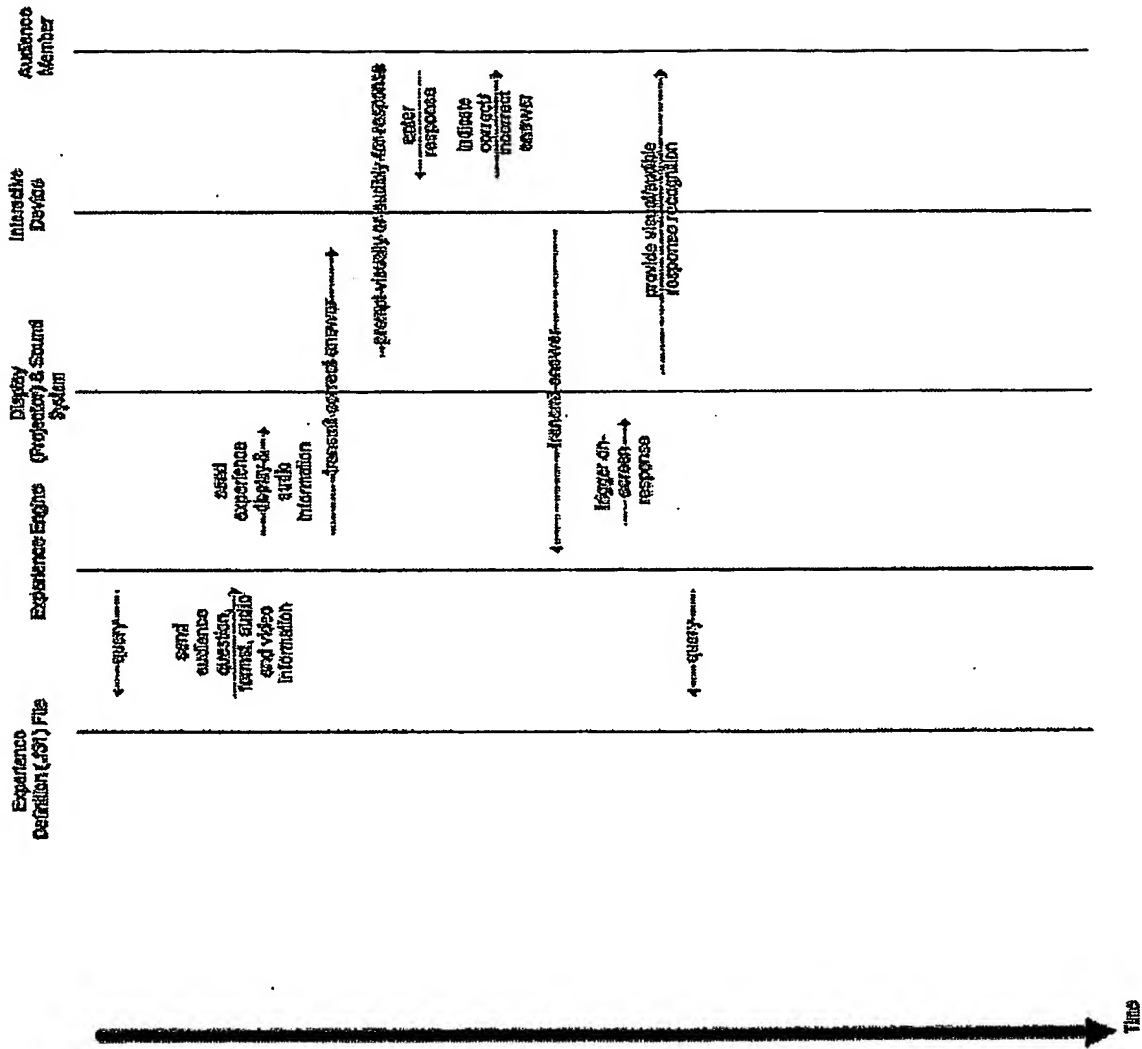 Experience
Definition (.131) File
Experience Engine
Display
(Projector) & Sound
System
Interactive
Device
Audience
Member
query
send
audience
question,
format, audio
and video
information
send
experience
display &
audio
information
transmit correct answer
prompt visually or audibly for response
enter
response
indicate
correct/
incorrect
answer
transmit answer
trigger on-
screen
response
provide visual/audible
response recognition
query
Time